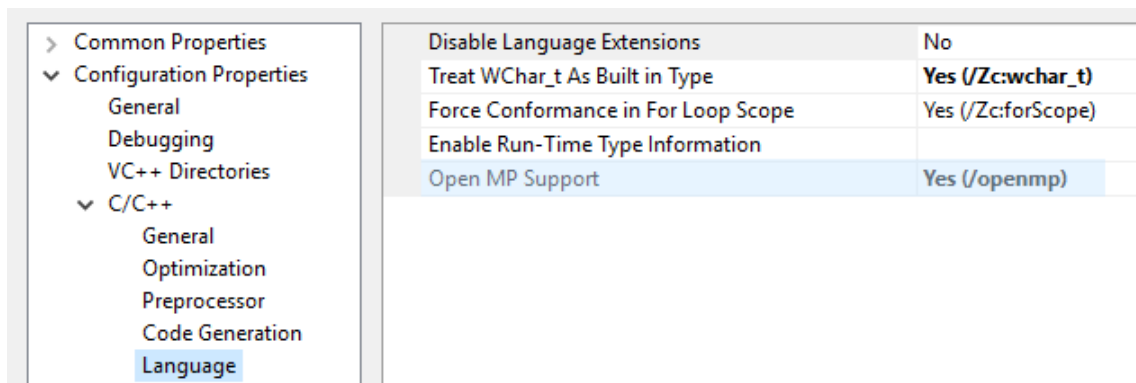 Common Properties
Configuration Properties
General
Debugging
VC++ Directories
C/C++
General
Optimization
Preprocessor
Code Generation
Language
Disable Language Extensions No
Treat WChar_t As Built in Type Yes (/Zc:wchar_t)
Force Conformance in For Loop Scope Yes (/Zc:forScope)
Enable Run-Time Type Information
Open MP Support Yes (/openmp)